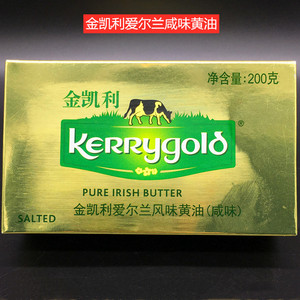 金凯利爱尔兰咸味黄油
净含量:200克
金凯利
Kerrygold®
PURE IRISH BUTTER
SALTED
金凯利爱尔兰风味黄油(咸味)